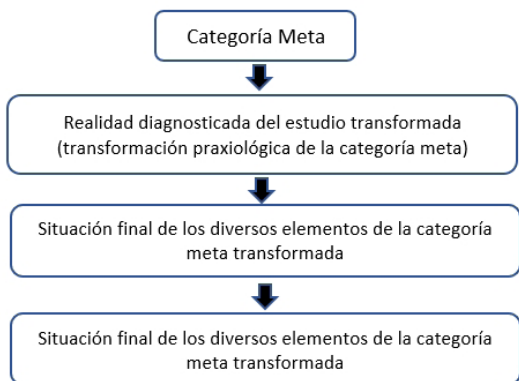 Categoría Meta
Realidad diagnosticada del estudio transformada
(transformación praxiológica de la categoría meta)
Situación final de los diversos elementos de la categoría
meta transformada
Situación final de los diversos elementos de la categoría
meta transformada